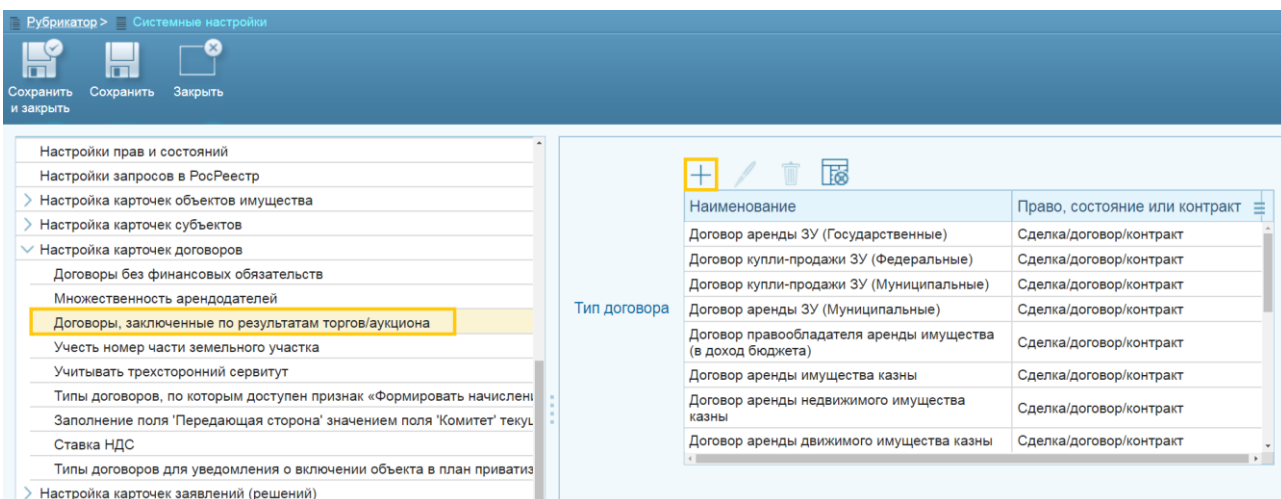 Рубрикатор > Системные настройки
Сохранить и закрыть
Сохранить
Закрыть
Настройки прав и состояний
Настройки запросов в РосРеестр
Настройка карточек объектов имущества
Настройка карточек субъектов
Настройка карточек договоров
Договоры без финансовых обязательств
Множественность арендодателей
Договоры, заключенные по результатам торгов/аукциона
Учесть номер части земельного участка
Учитывать трехсторонний сервитут
Типы договоров, по которым доступен признак «Формировать начислен
Заполнение поля 'Передающая сторона' значением поля 'Комитет' теку
Ставка НДС
Типы договоров для уведомления о включении объекта в план приватиз
Настройка карточек заявлений (решений)
Тип договора
Наименование Право, состояние или контракт
Договор аренды ЗУ (Государственные) Сделка/договор/контракт
Договор купли-продажи ЗУ (Федеральные) Сделка/договор/контракт
Договор купли-продажи ЗУ (Муниципальные) Сделка/договор/контракт
Договор аренды ЗУ (Муниципальные) Сделка/договор/контракт
Договор правообладателя аренды имущества
(в доход бюджета) Сделка/договор/контракт
Договор аренды имущества казны Сделка/договор/контракт
Договор аренды недвижимого имущества
казны Сделка/договор/контракт
Договор аренды движимого имущества казны Сделка/договор/контракт